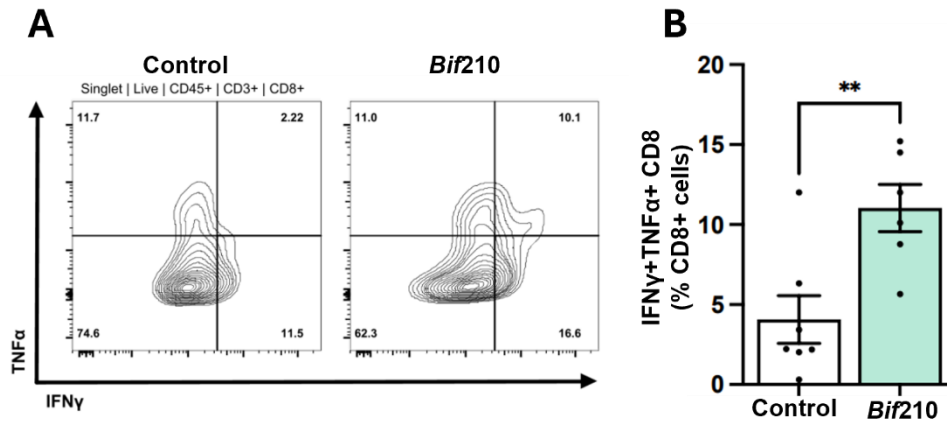 A
Control
Bif210
Singlet | Live | CD45+ | CD3+ | CD8+
11.7
2.22
11.0
10.1
74.6
11.5
62.3
16.6
TNFα
IFNγ
B
20
15
10
5
0
**
IFNγ+TNFα+ CD8
(% CD8+ cells)
Control
Bif210